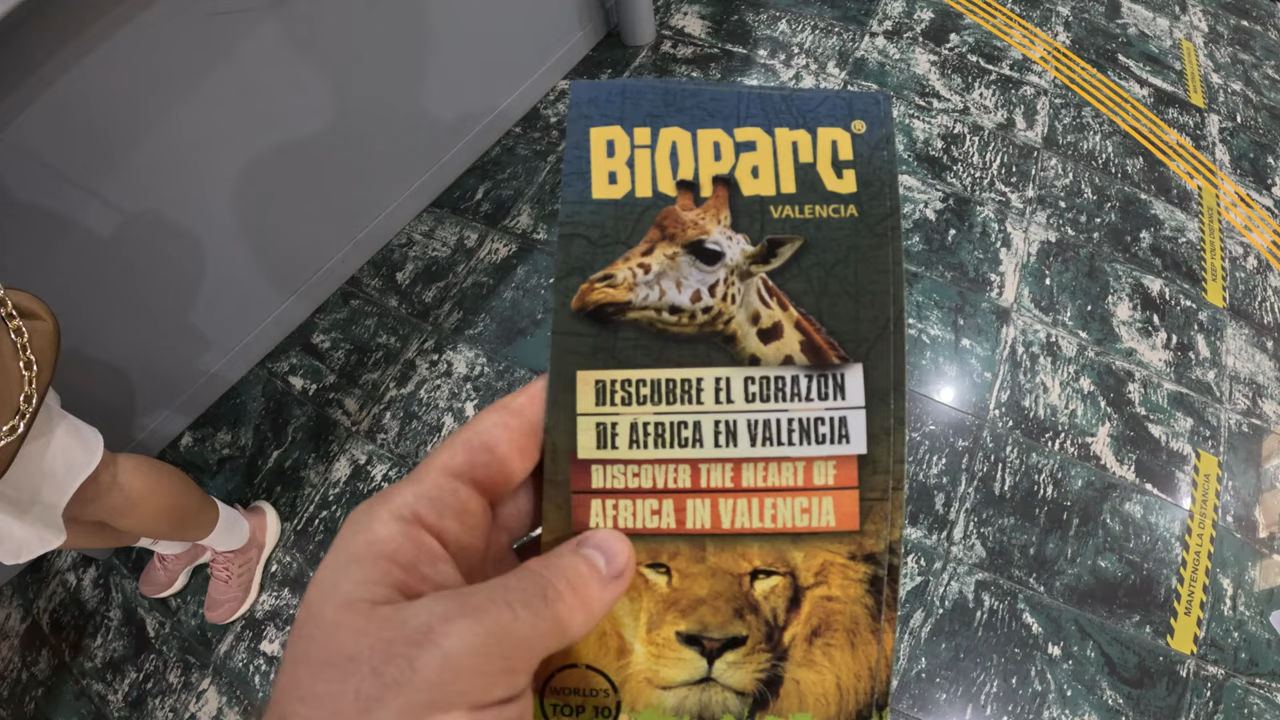 BIOPARC®
VALENCIA
DESCUBRE EL CORAZÓN
DE ÁFRICA EN VALENCIA
DISCOVER THE HEART OF
AFRICA IN VALENCIA
WORLD'S
TOP 10
KEEP YOUR DISTANCE
MANTENGA LA DISTANCIA